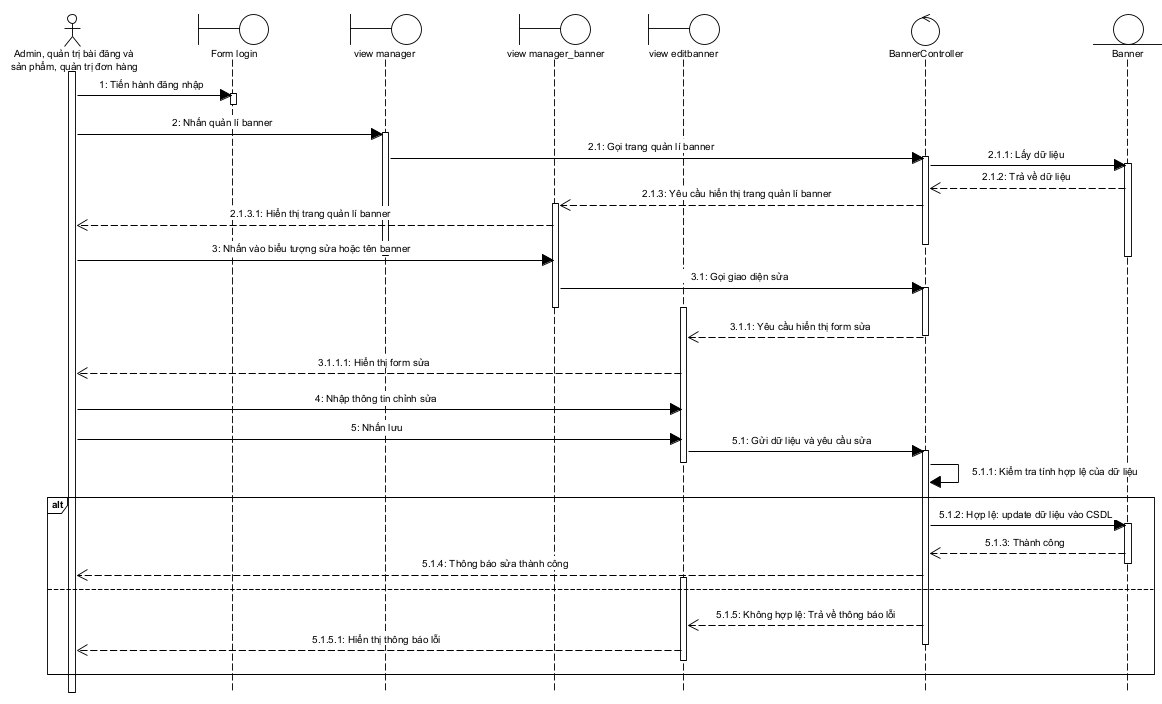 Admin, quản trị bài đăng và
sản phẩm, quản trị đơn hàng
Form login
view manager
view manager_banner
view editbanner
BannerController
Banner
1: Tiến hành đăng nhập
2: Nhấn quản lí banner
2.1: Gọi trang quản lí banner
2.1.1: Lấy dữ liệu
2.1.2: Trả về dữ liệu
2.1.3: Yêu cầu hiển thị trang quản lí banner
2.1.3.1: Hiển thị trang quản lí banner
3: Nhấn vào biểu tượng sửa hoặc tên banner
3.1: Gọi giao diện sửa
3.1.1: Yêu cầu hiển thị form sửa
3.1.1.1: Hiển thị form sửa
4: Nhập thông tin chỉnh sửa
5: Nhấn lưu
5.1: Gửi dữ liệu và yêu cầu sửa
5.1.1: Kiểm tra tính hợp lệ của dữ liệu
alt
5.1.2: Hợp lệ: update dữ liệu vào CSDL
5.1.3: Thành công
5.1.4: Thông báo sửa thành công
5.1.5: Không hợp lệ: Trả về thông báo lỗi
5.1.5.1: Hiển thị thông báo lỗi